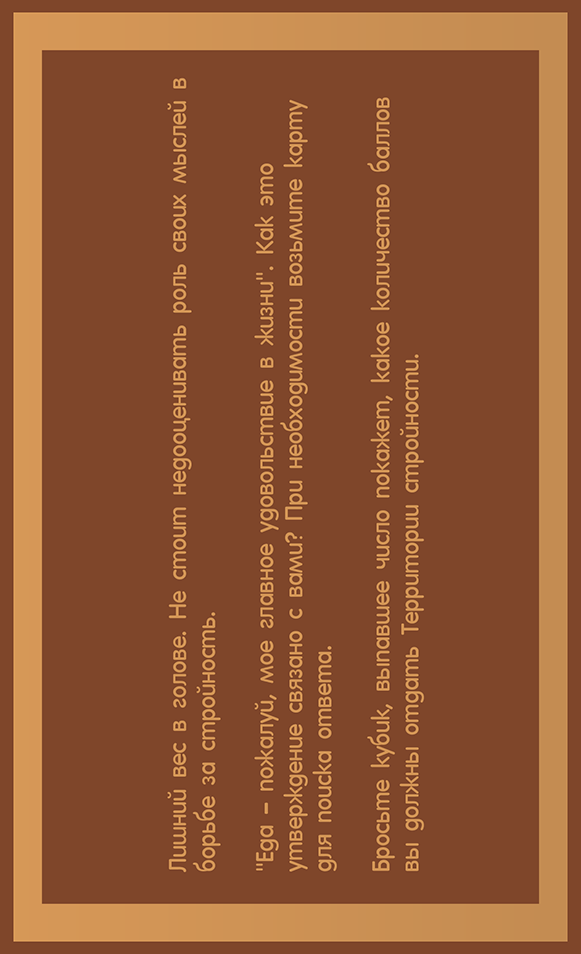 Лишний вес в голове. Не стоит недооценивать роль своих мыслей в
борьбе за стройность.
"Еда – пожалуй, мое главное удовольствие в жизни". Как это
утверждение связано с вами? При необходимости возьмите карту
для поиска ответа.
Бросьте кубик, выпавшее число покажет, какое количество баллов
вы должны отдать Территории стройности.